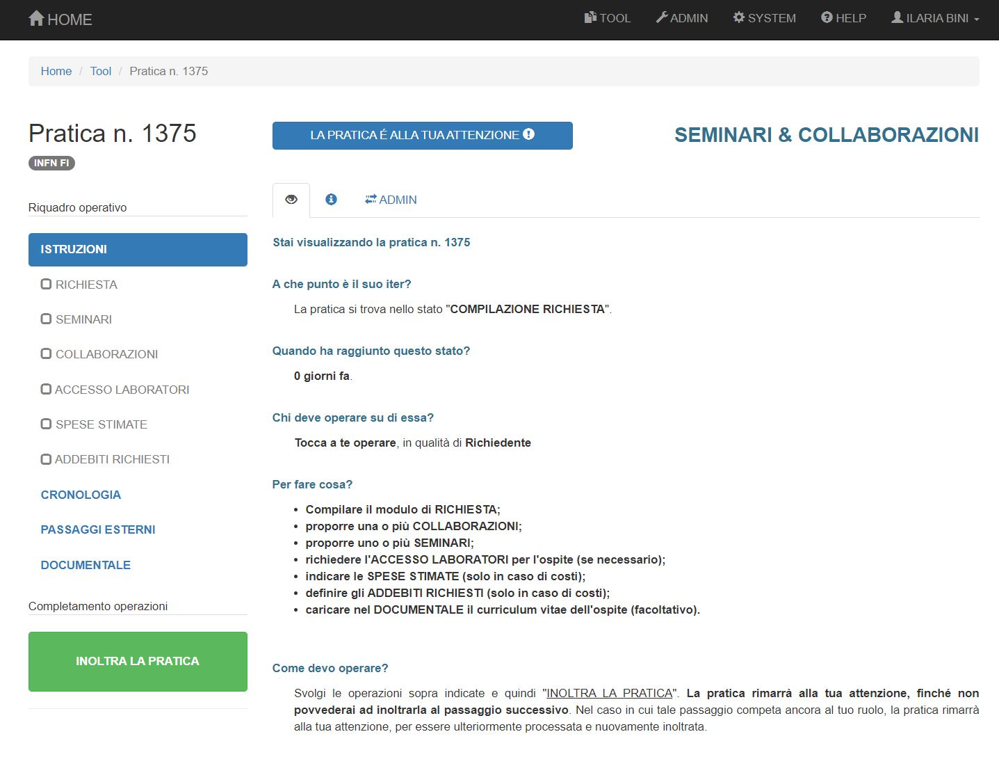 HOME
TOOL
ADMIN
SYSTEM
HELP
ILARIA BINI
Home / Tool / Pratica n. 1375
Pratica n. 1375
INFN FI
LA PRATICA É ALLA TUA ATTENZIONE
SEMINARI & COLLABORAZIONI
Riquadro operativo
ISTRUZIONI
RICHIESTA
SEMINARI
COLLABORAZIONI
ACCESSO LABORATORI
SPESE STIMATE
ADDEBITI RICHIESTI
CRONOLOGIA
PASSAGGI ESTERNI
DOCUMENTALE
Completamento operazioni
INOLTRA LA PRATICA
ADMIN
Stai visualizzando la pratica n. 1375
A che punto è il suo iter?
La pratica si trova nello stato "COMPILAZIONE RICHIESTA".
Quando ha raggiunto questo stato?
0 giorni fa.
Chi deve operare su di essa?
Tocca a te operare, in qualità di Richiedente
Per fare cosa?
• Compilare il modulo di RICHIESTA;
• proporre una o più COLLABORAZIONI;
• proporre uno o più SEMINARI;
• richiedere l'ACCESSO LABORATORI per l'ospite (se necessario);
• indicare le SPESE STIMATE (solo in caso di costi);
• definire gli ADDEBITI RICHIESTI (solo in caso di costi);
• caricare nel DOCUMENTALE il curriculum vitae dell'ospite (facoltativo).
Come devo operare?
Svolgi le operazioni sopra indicate e quindi "INOLTRA LA PRATICA". La pratica rimarrà alla tua attenzione, finché non
povvederai ad inoltrarla al passaggio successivo. Nel caso in cui tale passaggio competa ancora al tuo ruolo, la pratica rimarrà
alla tua attenzione, per essere ulteriormente processata e nuovamente inoltrata.